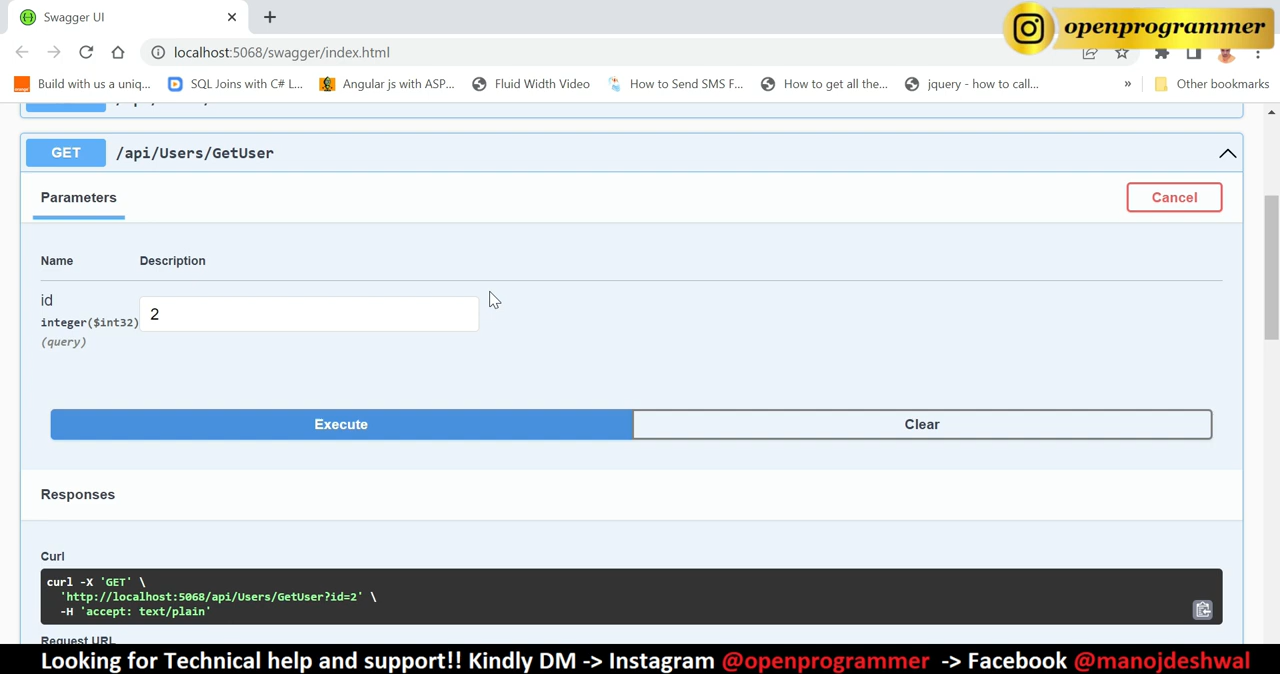 Swagger UI
openprogrammer
localhost:5068/swagger/index.html
Build with us a uniq...
SQL Joins with C# L...
Angular js with ASP...
Fluid Width Video
How to Send SMS F...
How to get all the...
jquery - how to call...
»
Other bookmarks
GET
/api/Users/GetUser
Parameters
Cancel
Name
Description
id
integer($int32)
(query)
2
Execute
Clear
Responses
Curl
curl -X 'GET' \
'http://localhost:5068/api/Users/GetUser?id=2' \
-H 'accept: text/plain'
Request URL
Looking for Technical help and support!! Kindly DM -> Instagram @openprogrammer -> Facebook @manojdeshwal